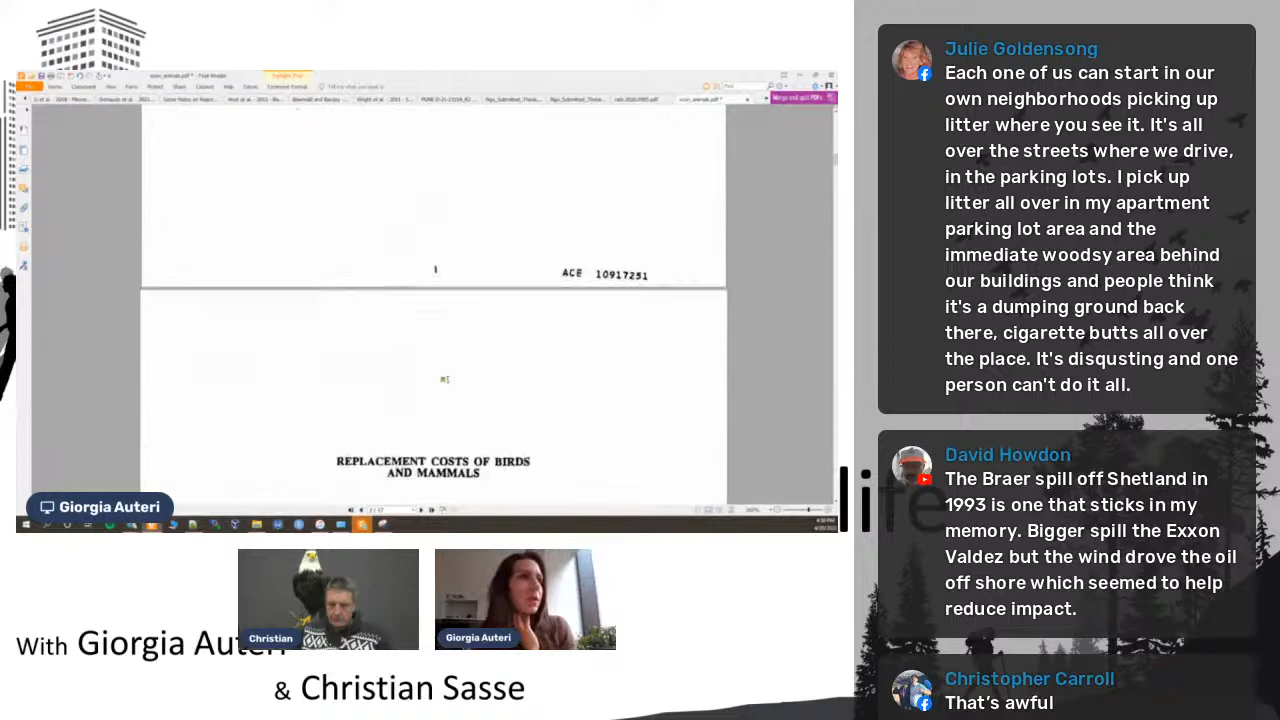 Home
Help
1
ACE 10917251
REPLACEMENT COSTS OF BIRDS
AND MAMMALS
Giorgia Auteri
Christian
Giorgia Auteri
With Giorgia Auteri
& Christian Sasse
life
Julie Goldensong
Each one of us can start in our
own neighborhoods picking up
litter where you see it. It's all
over the streets where we drive,
in the parking lots. I pick up
litter all over in my apartment
parking lot area and the
immediate woodsy area behind
our buildings and people think
it's a dumping ground back
there, cigarette butts all over
the place. It's disqusting and one
person can't do it all.
David Howdon
The Braer spill off Shetland in
1993 is one that sticks in my
memory. Bigger spill the Exxon
Valdez but the wind drove the oil
off shore which seemed to help
reduce impact.
Christopher Carroll
That’s awful